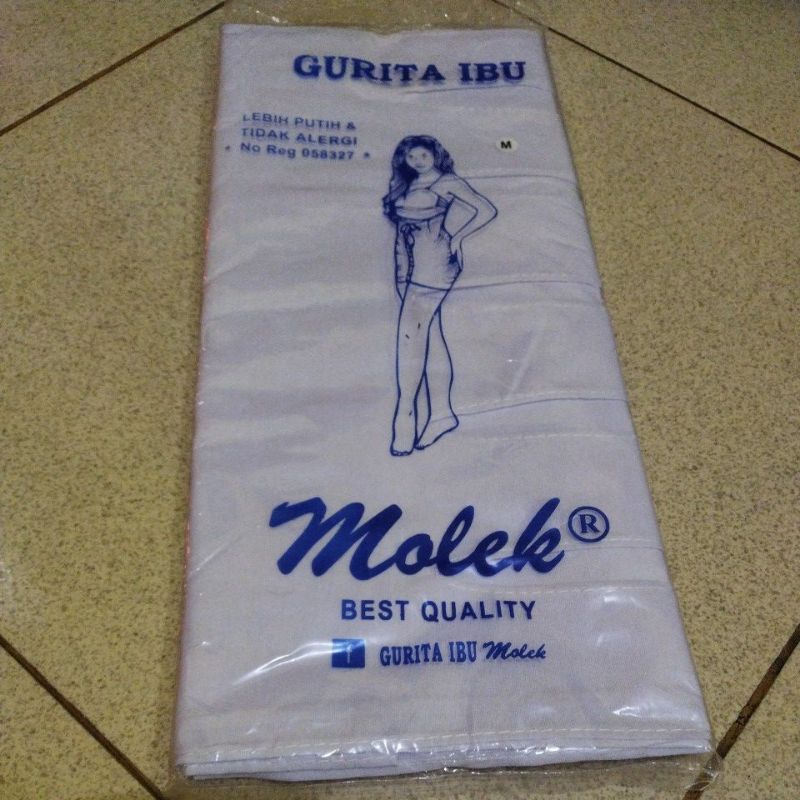 GURITA IBU
LEBIH PUTIH &
TIDAK ALERGI
* No Reg 058327 *
M
Molek®
BEST QUALITY
f GURITA IBU Molek